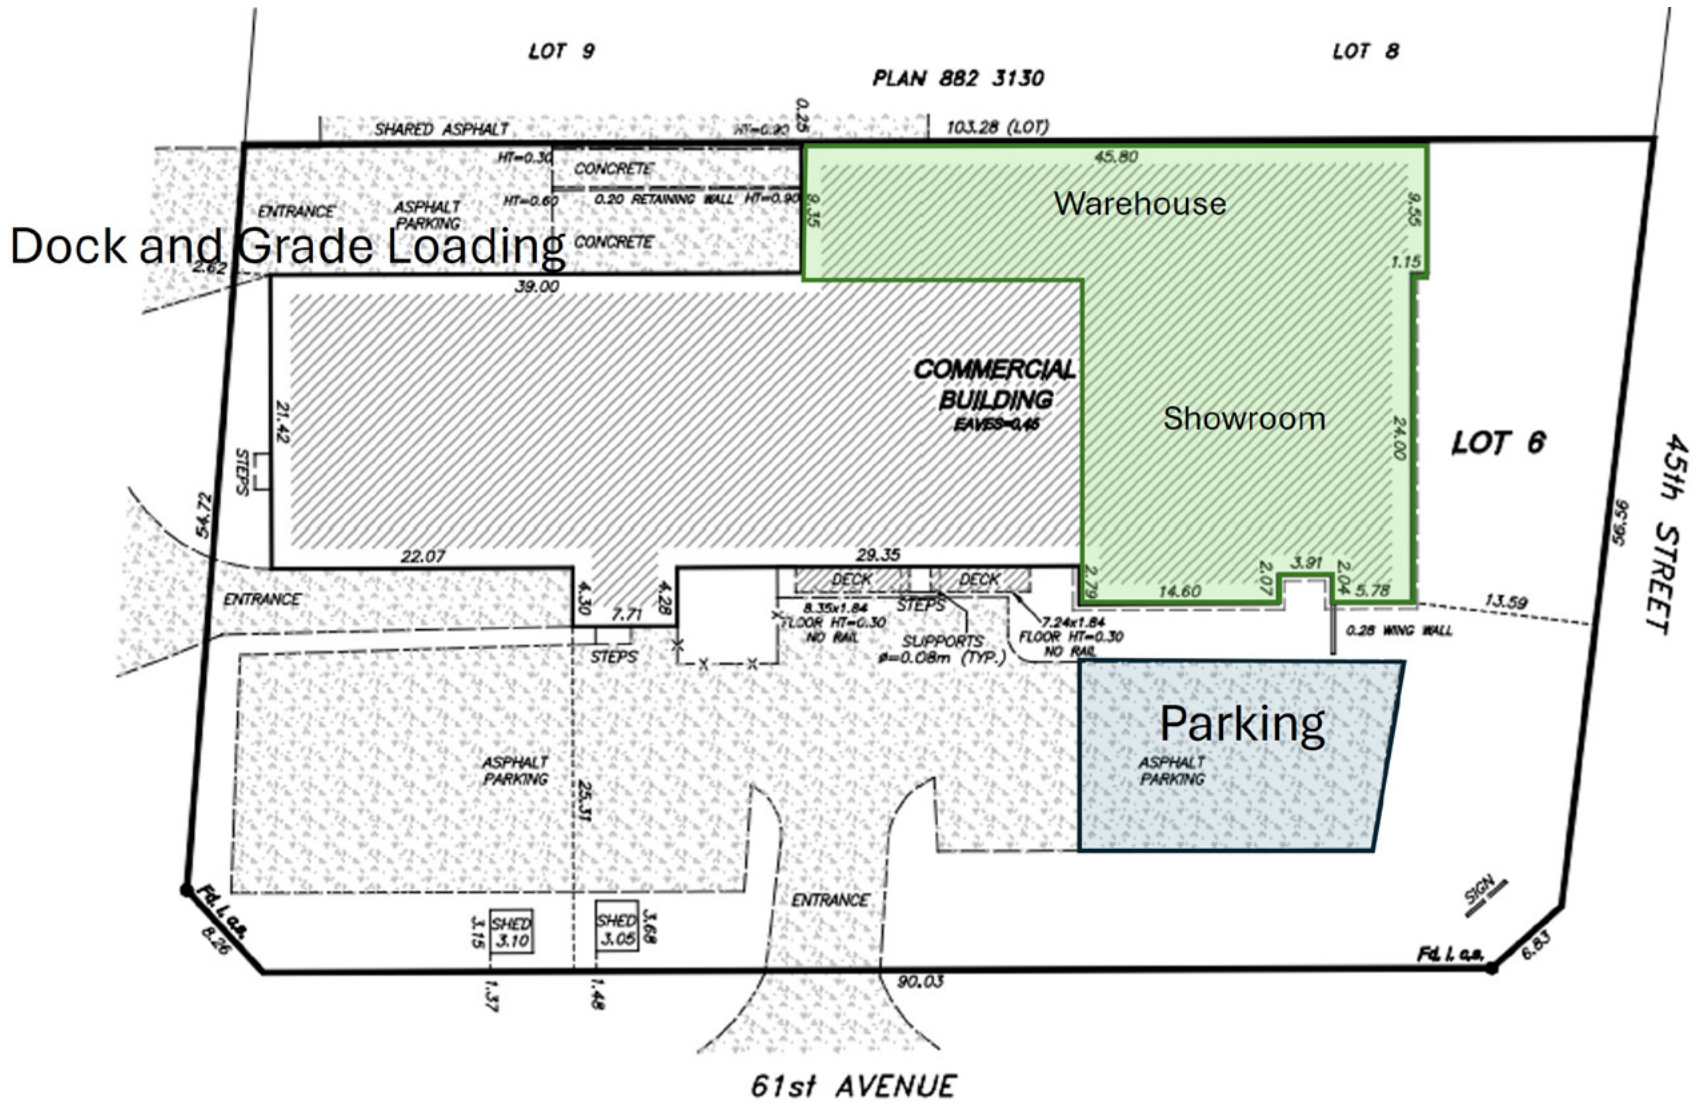 LOT 9
LOT 8
PLAN 882 3130
SHARED ASPHALT
HT=0.90
0.25
103.28 (LOT)
HT=0.30
CONCRETE
45.80
ENTRANCE
ASPHALT
PARKING
HT=0.60
0.20 RETAINING WALL
HT=0.90
9.35
Warehouse
9.55
Dock and Grade Loading
CONCRETE
2.62
1.15
39.00
COMMERCIAL
BUILDING
EAVES=0.45
21.42
STEPS
Showroom
24.00
LOT 6
45th STREET
54.72
56.56
22.07
29.35
DECK
DECK
2.79
14.60
2.07
3.91
2.04
5.78
13.59
ENTRANCE
4.30
7.71
4.28
8.35x1.84
FLOOR HT=0.30
NO RAIL
STEPS
SUPPORTS
ø=0.08m (TYP.)
7.24x1.84
FLOOR HT=0.30
NO RAIL
0.28 WING WALL
STEPS
Parking
ASPHALT
PARKING
ASPHALT
PARKING
25.31
ENTRANCE
SIGN
Fd. I. o.s.
8.26
3.15
SHED
3.10
SHED
3.05
3.68
Fd. I. o.s.
6.83
1.37
1.48
90.03
61st AVENUE